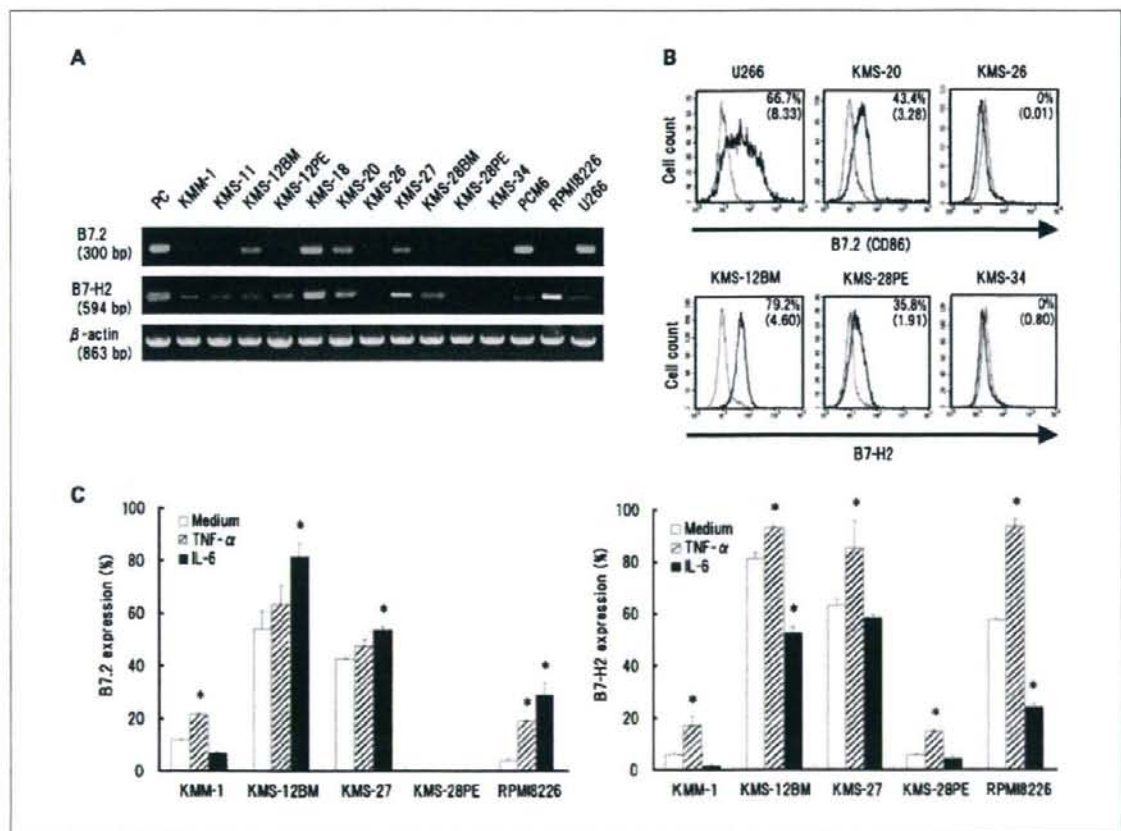 A
PC KMM-1 KMS-11 KMS-12BM KMS-12PE KMS-18 KMS-20 KMS-26 KMS-27 KMS-28BM KMS-28PE KMS-34 PCM6 RPMI8226 U266
B7.2
(300 bp)
B7-H2
(594 bp)
β-actin
(863 bp)
B
U266 KMS-20 KMS-26
66.7% 43.4% 0%
(8.33) (3.28) (0.01)
Cell count
B7.2 (CD86)
KMS-12BM KMS-28PE KMS-34
79.2% 35.8% 0%
(4.60) (1.91) (0.80)
Cell count
B7-H2
C
B7.2 expression (%)
100
80
60
40
20
0
Medium
TNF-α
IL-6
* * * * *
KMM-1 KMS-12BM KMS-27 KMS-28PE RPMI8226
B7-H2 expression (%)
100
80
60
40
20
0
Medium
TNF-α
IL-6
* * * * * * *
KMM-1 KMS-12BM KMS-27 KMS-28PE RPMI8226